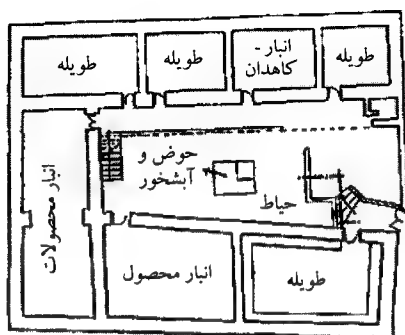 طویله
انبار -
کاهدان
طویله
طویله
حوض و
آبشخور
حیاط
انبار محصولات
طویله
انبار محصول